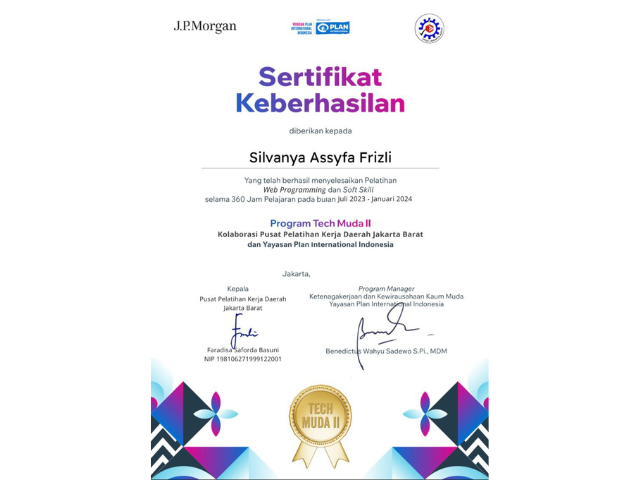 J.P.Morgan
YAYASAN PLAN
INTERNATIONAL
INDONESIA
PLAN
Sertifikat
Keberhasilan
diberikan kepada
Silvanya Assyfa Frizli
Yang telah berhasil menyelesaikan Pelatihan
Web Programming dan Soft Skill
selama 360 Jam Pelajaran pada bulan Juli 2023 - Januari 2024
Program Tech Muda II
Kolaborasi Pusat Pelatihan Kerja Daerah Jakarta Barat
dan Yayasan Plan International Indonesia
Jakarta,
Kepala
Pusat Pelatihan Kerja Daerah
Jakarta Barat
Faradisa Saforda Basuni
NIP 198106271999122001
Program Manager
Ketenagakerjaan dan Kewirausahaan Kaum Muda
Yayasan Plan International Indonesia
Benedictus Wahyu Sadewo S.Pi., MDM
TECH
MUDA II